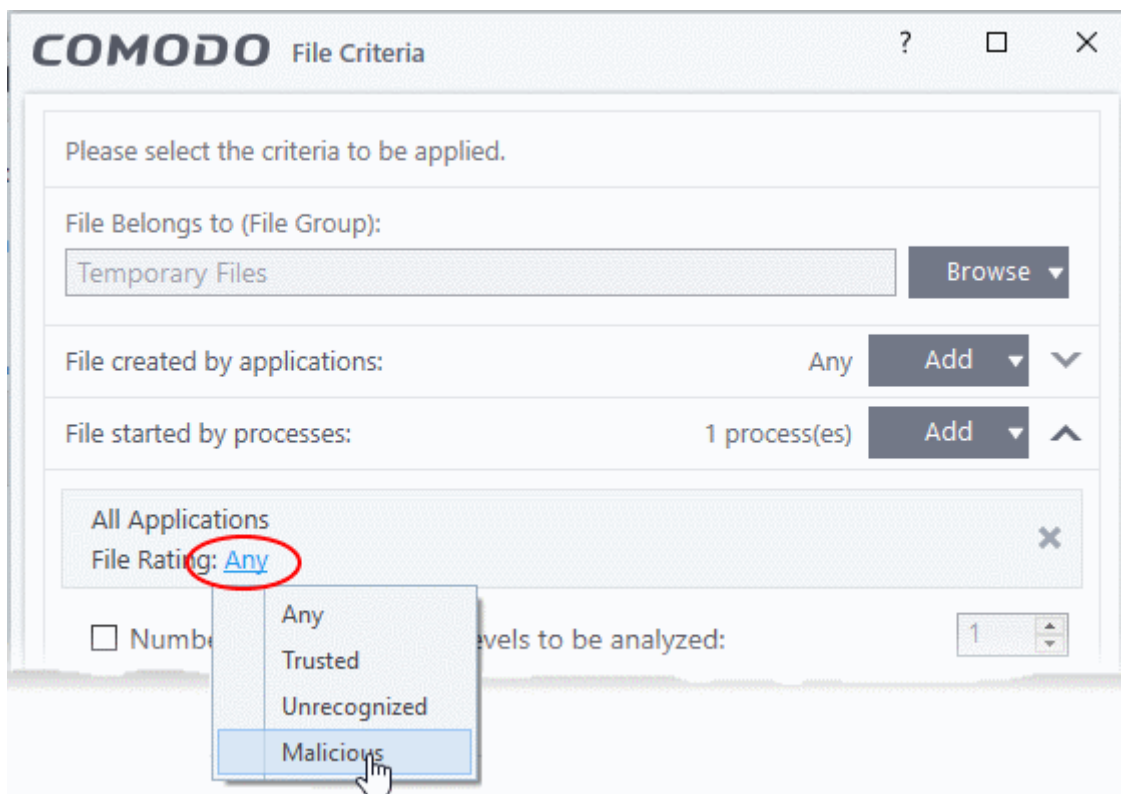 COMODO File Criteria ?
Please select the criteria to be applied.
File Belongs to (File Group):
Temporary Files Browse
File created by applications: Any Add
File started by processes: 1 process(es) Add
All Applications
File Rating: Any
Any
levels to be analyzed: 1
Trusted
Unrecognized
Malicious